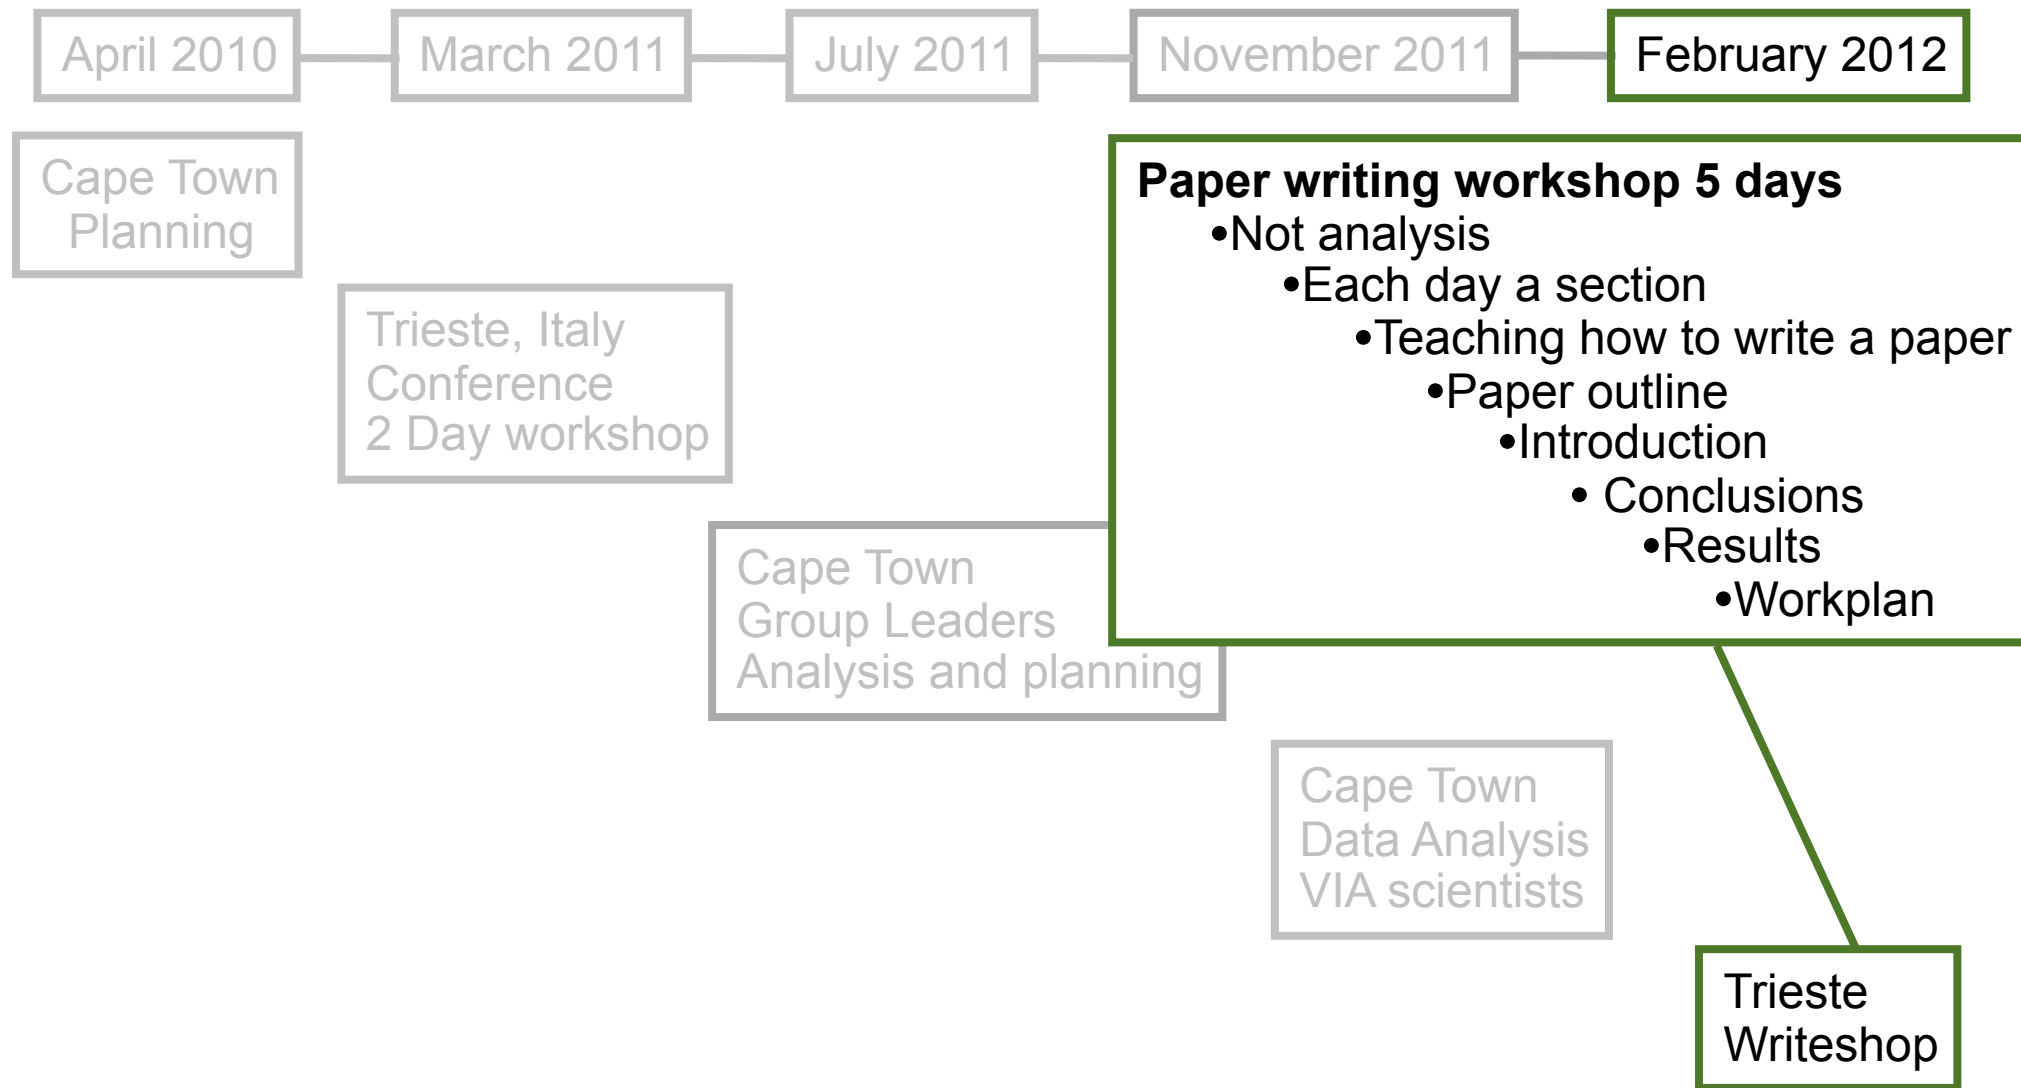 April 2010
March 2011
July 2011
November 2011
February 2012
Cape Town
Planning
Trieste, Italy
Conference
2 Day workshop
Cape Town
Group Leaders
Analysis and planning
Paper writing workshop 5 days
•Not analysis
•Each day a section
•Teaching how to write a paper
•Paper outline
•Introduction
• Conclusions
•Results
•Workplan
Cape Town
Data Analysis
VIA scientists
Trieste
Writeshop